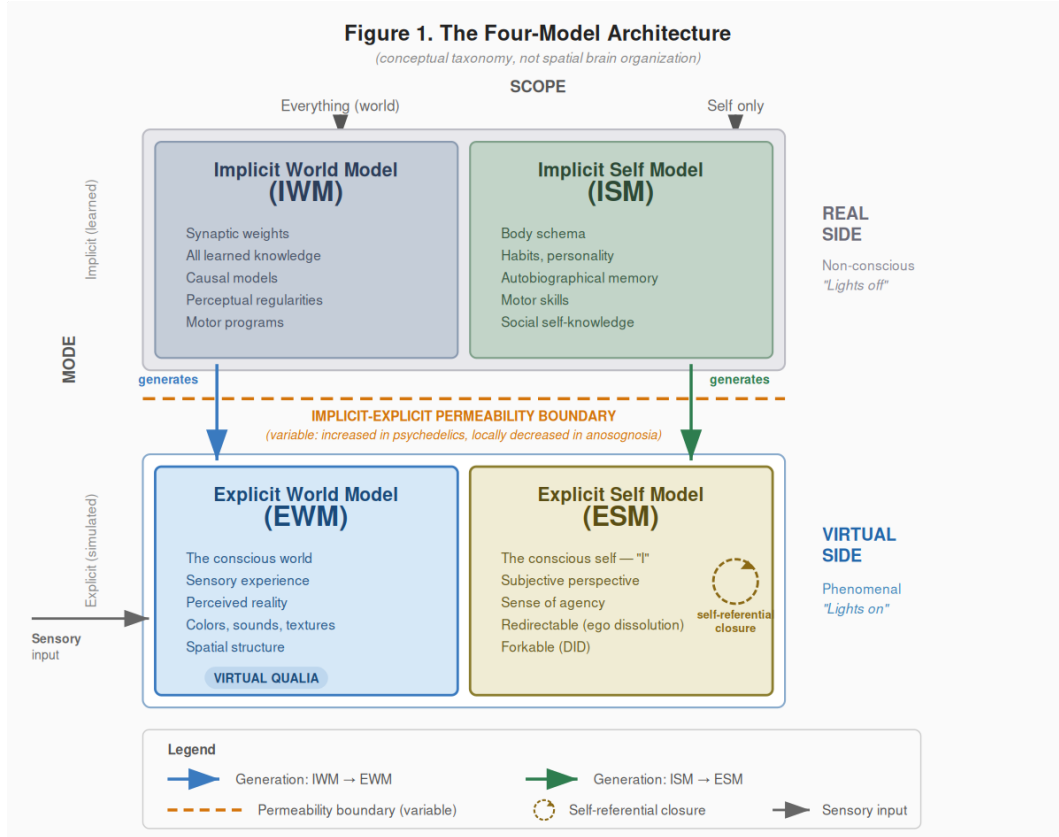 Figure 1. The Four-Model Architecture
(conceptual taxonomy, not spatial brain organization)
SCOPE
Everything (world)
Self only
MODE
Implicit (learned)
Implicit World Model
(IWM)
Synaptic weights
All learned knowledge
Causal models
Perceptual regularities
Motor programs
Implicit Self Model
(ISM)
Body schema
Habits, personality
Autobiographical memory
Motor skills
Social self-knowledge
REAL
SIDE
Non-conscious
"Lights off"
generates
generates
IMPLICIT-EXPLICIT PERMEABILITY BOUNDARY
(variable: increased in psychedelics, locally decreased in anosognosia)
Explicit (simulated)
Sensory
input
Explicit World Model
(EWM)
The conscious world
Sensory experience
Perceived reality
Colors, sounds, textures
Spatial structure
VIRTUAL QUALIA
Explicit Self Model
(ESM)
The conscious self — "I"
Subjective perspective
Sense of agency
Redirectable (ego dissolution)
Forkable (DID)
self-referential
closure
VIRTUAL
SIDE
Phenomenal
"Lights on"
Legend
Generation: IWM → EWM
Generation: ISM → ESM
Permeability boundary (variable)
Self-referential closure
Sensory input